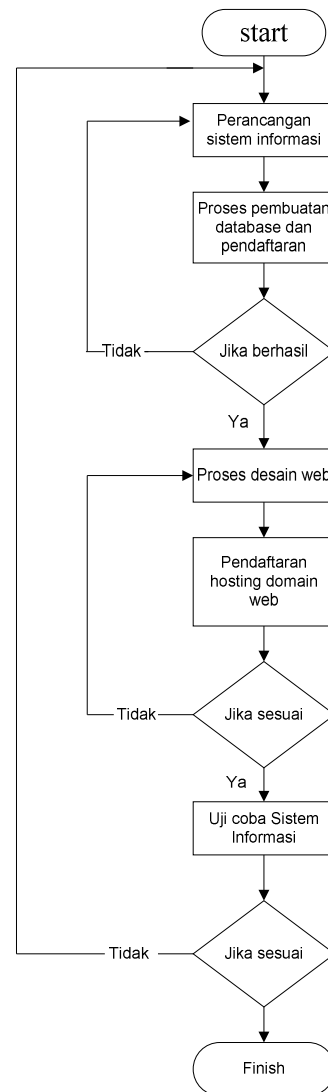 start
Perancangan
sistem informasi
Proses pembuatan
database dan
pendaftaran
Tidak
Jika berhasil
Ya
Proses desain web
Pendaftaran
hosting domain
web
Tidak
Jika sesuai
Ya
Uji coba Sistem
Informasi
Tidak
Jika sesuai
Finish